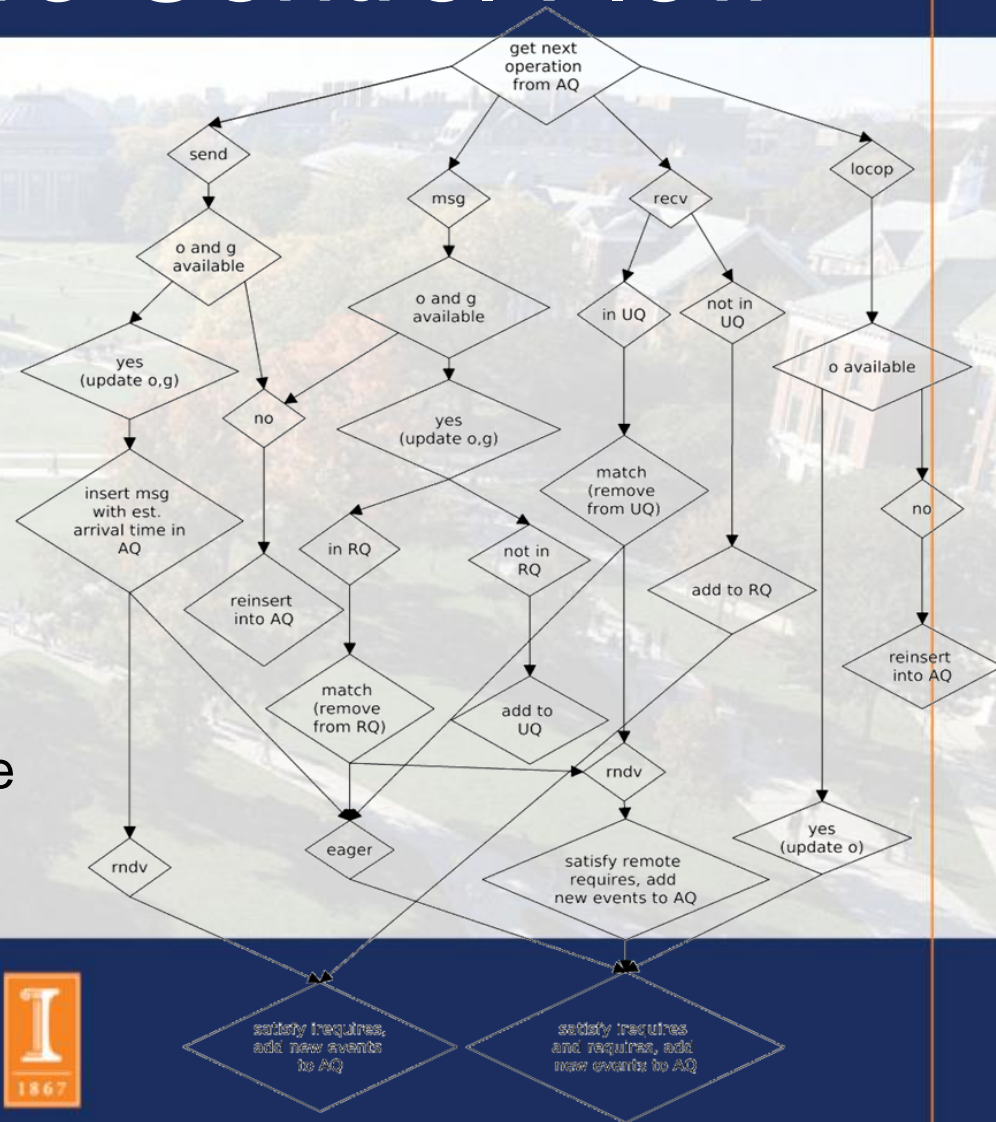 get next
operation
from AQ
send
msg
recv
locop
o and g
available
o and g
available
in UQ
not in
UQ
o available
yes
(update o,g)
no
yes
(update o,g)
match
(remove
from UQ)
no
insert msg
with est.
arrival time in
AQ
in RQ
not in
RQ
add to RQ
reinsert
into AQ
reinsert
into AQ
match
(remove
from RQ)
add to
UQ
e
rndv
yes
(update o)
rndv
eager
satisfy remote
requires, add
new events to AQ
satisfy irequires,
add new events
to AQ
satisfy irequires
and requires, add
new events to AQ
I
1867